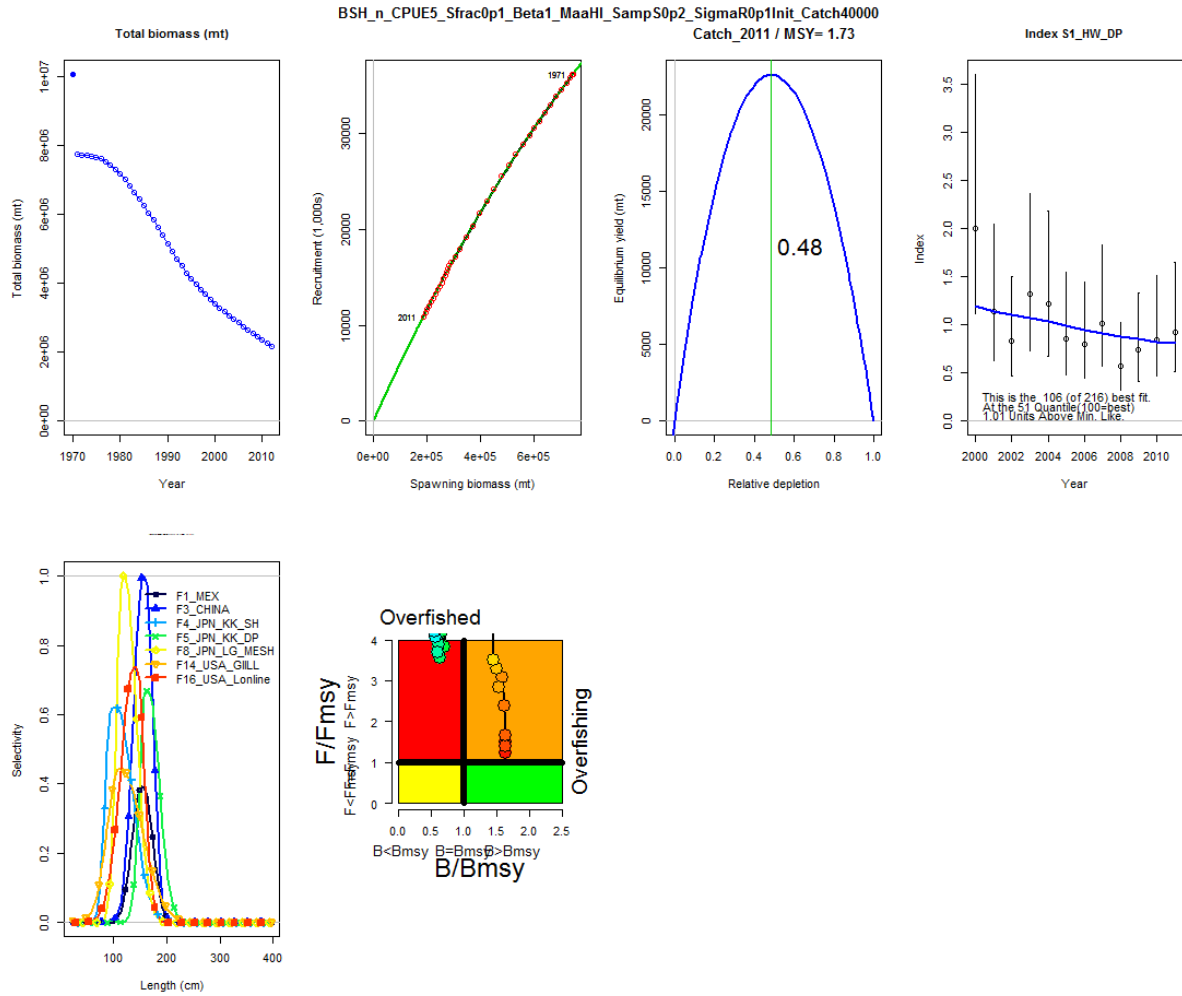 BSH_n_CPUE5_Sfrac0p1_Beta1_MaaHI_SampS0p2_SigmaR0p1Init_Catch40000
Total biomass (mt)
Catch_2011 / MSY= 1.73
Index S1_HW_DP
Total biomass (mt)
0e+00 2e+06 4e+06 6e+06 8e+06 1e+07
1970 1980 1990 2000 2010
Year
Recruitment (1,000s)
0 10000 20000 30000
1971
2011
0e+00 2e+05 4e+05 6e+05
Spawning biomass (mt)
Equilibrium yield (mt)
0 5000 10000 15000 20000
0.48
0.0 0.2 0.4 0.6 0.8 1.0
Relative depletion
Index
0.0 0.5 1.0 1.5 2.0 2.5 3.0 3.5
This is the 106 (of 216) best fit.
At the 51 Quantile(100=best)
1.01 Units Above Min. Like.
2000 2002 2004 2006 2008 2010
Year
Selectivity
0.0 0.2 0.4 0.6 0.8 1.0
F1_MEX
F3_CHINA
F4_JPN_KK_SH
F5_JPN_KK_DP
F8_JPN_LG_MESH
F14_USA_GIILL
F16_USA_Lonline
100 200 300 400
Length (cm)
Overfished
Overfishing
F/Fmsy
F<Fmsy F>Fmsy
0 1 2 3 4
0.0 0.5 1.0 1.5 2.0 2.5
B<Bmsy B=Bmsy B>Bmsy
B/Bmsy